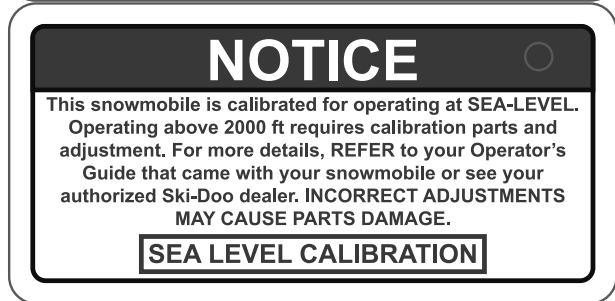 NOTICE
This snowmobile is calibrated for operating at SEA-LEVEL.
Operating above 2000 ft requires calibration parts and
adjustment. For more details, REFER to your Operator’s
Guide that came with your snowmobile or see your
authorized Ski-Doo dealer. INCORRECT ADJUSTMENTS
MAY CAUSE PARTS DAMAGE.
SEA LEVEL CALIBRATION